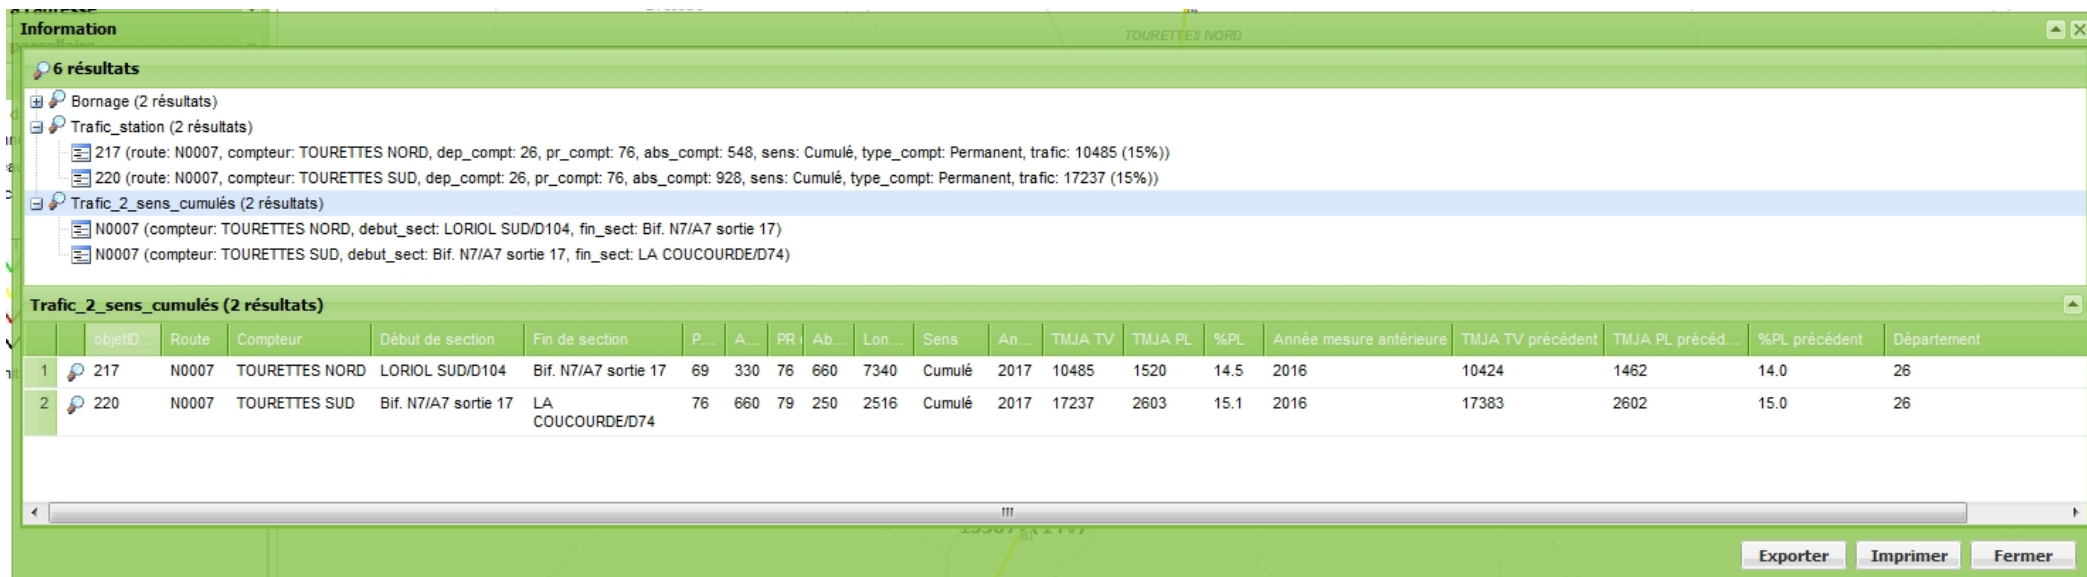 à l'adresse
Information
parcellaire
TOURETTES NORD
6 résultats
Bornage (2 résultats)
Trafic_station (2 résultats)
217 (route: N0007, compteur: TOURETTES NORD, dep_compt: 26, pr_compt: 76, abs_compt: 548, sens: Cumulé, type_compt: Permanent, trafic: 10485 (15%))
220 (route: N0007, compteur: TOURETTES SUD, dep_compt: 26, pr_compt: 76, abs_compt: 928, sens: Cumulé, type_compt: Permanent, trafic: 17237 (15%))
Trafic_2_sens_cumulés (2 résultats)
N0007 (compteur: TOURETTES NORD, debut_sect: LORIOL SUD/D104, fin_sect: Bif. N7/A7 sortie 17)
N0007 (compteur: TOURETTES SUD, debut_sect: Bif. N7/A7 sortie 17, fin_sect: LA COUCOURDE/D74)
Trafic_2_sens_cumulés (2 résultats)
objetID... Route Compteur Début de section Fin de section P... A... PR Ab... Lon... Sens An... TMJA TV TMJA PL %PL Année mesure antérieure TMJA TV précédent TMJA PL précéd... %PL précédent Département
1 217 N0007 TOURETTES NORD LORIOL SUD/D104 Bif. N7/A7 sortie 17 69 330 76 660 7340 Cumulé 2017 10485 1520 14.5 2016 10424 1462 14.0 26
2 220 N0007 TOURETTES SUD Bif. N7/A7 sortie 17 LA 76 660 79 250 2516 Cumulé 2017 17237 2603 15.1 2016 17383 2602 15.0 26
COUCOURDE/D74
Exporter Imprimer Fermer